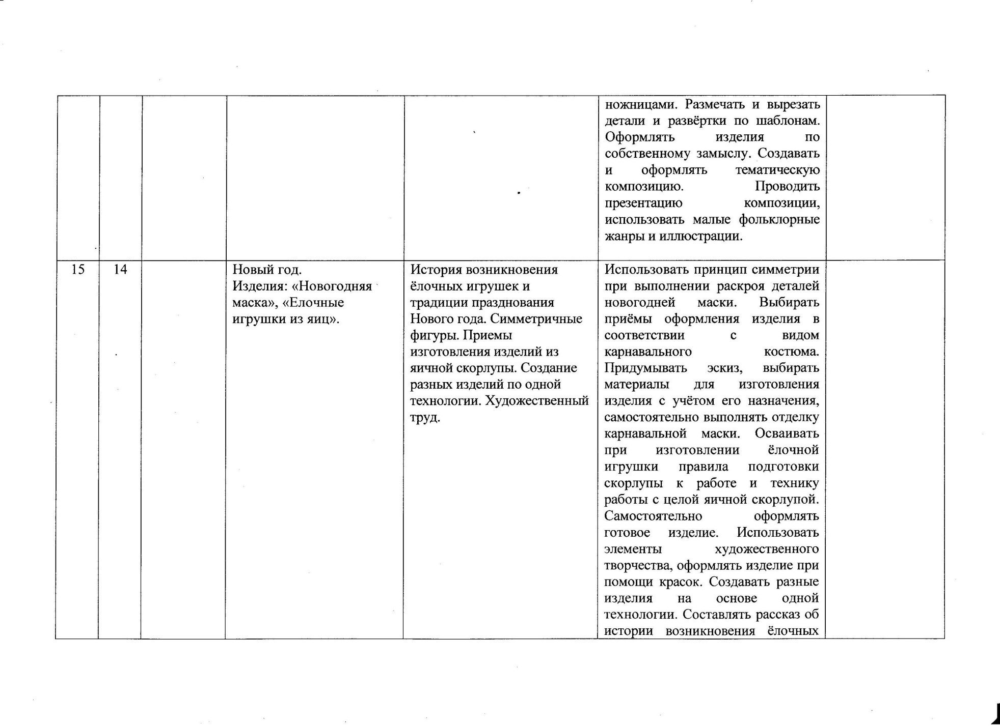 ножницами. Размечать и вырезать
детали и развёртки по шаблонам.
Оформлять изделия по
собственному замыслу. Создавать
и оформлять тематическую
композицию. Проводить
презентацию композиции,
использовать малые фольклорные
жанры и иллюстрации.
15
14
Новый год.
Изделия: «Новогодняя
маска», «Елочные
игрушки из яиц».
История возникновения
ёлочных игрушек и
традиции празднования
Нового года. Симметричные
фигуры. Приемы
изготовления изделий из
яичной скорлупы. Создание
разных изделий по одной
технологии. Художественный
труд.
Использовать принцип симметрии
при выполнении раскроя деталей
новогодней маски. Выбирать
приёмы оформления изделия в
соответствии с видом
карнавального костюма.
Придумывать эскиз, выбирать
материалы для изготовления
изделия с учётом его назначения,
самостоятельно выполнять отделку
карнавальной маски. Осваивать
при изготовлении ёлочной
игрушки правила подготовки
скорлупы к работе и технику
работы с целой яичной скорлупой.
Самостоятельно оформлять
готовое изделие. Использовать
элементы художественного
творчества, оформлять изделие при
помощи красок. Создавать разные
изделия на основе одной
технологии. Составлять рассказ об
истории возникновения ёлочных